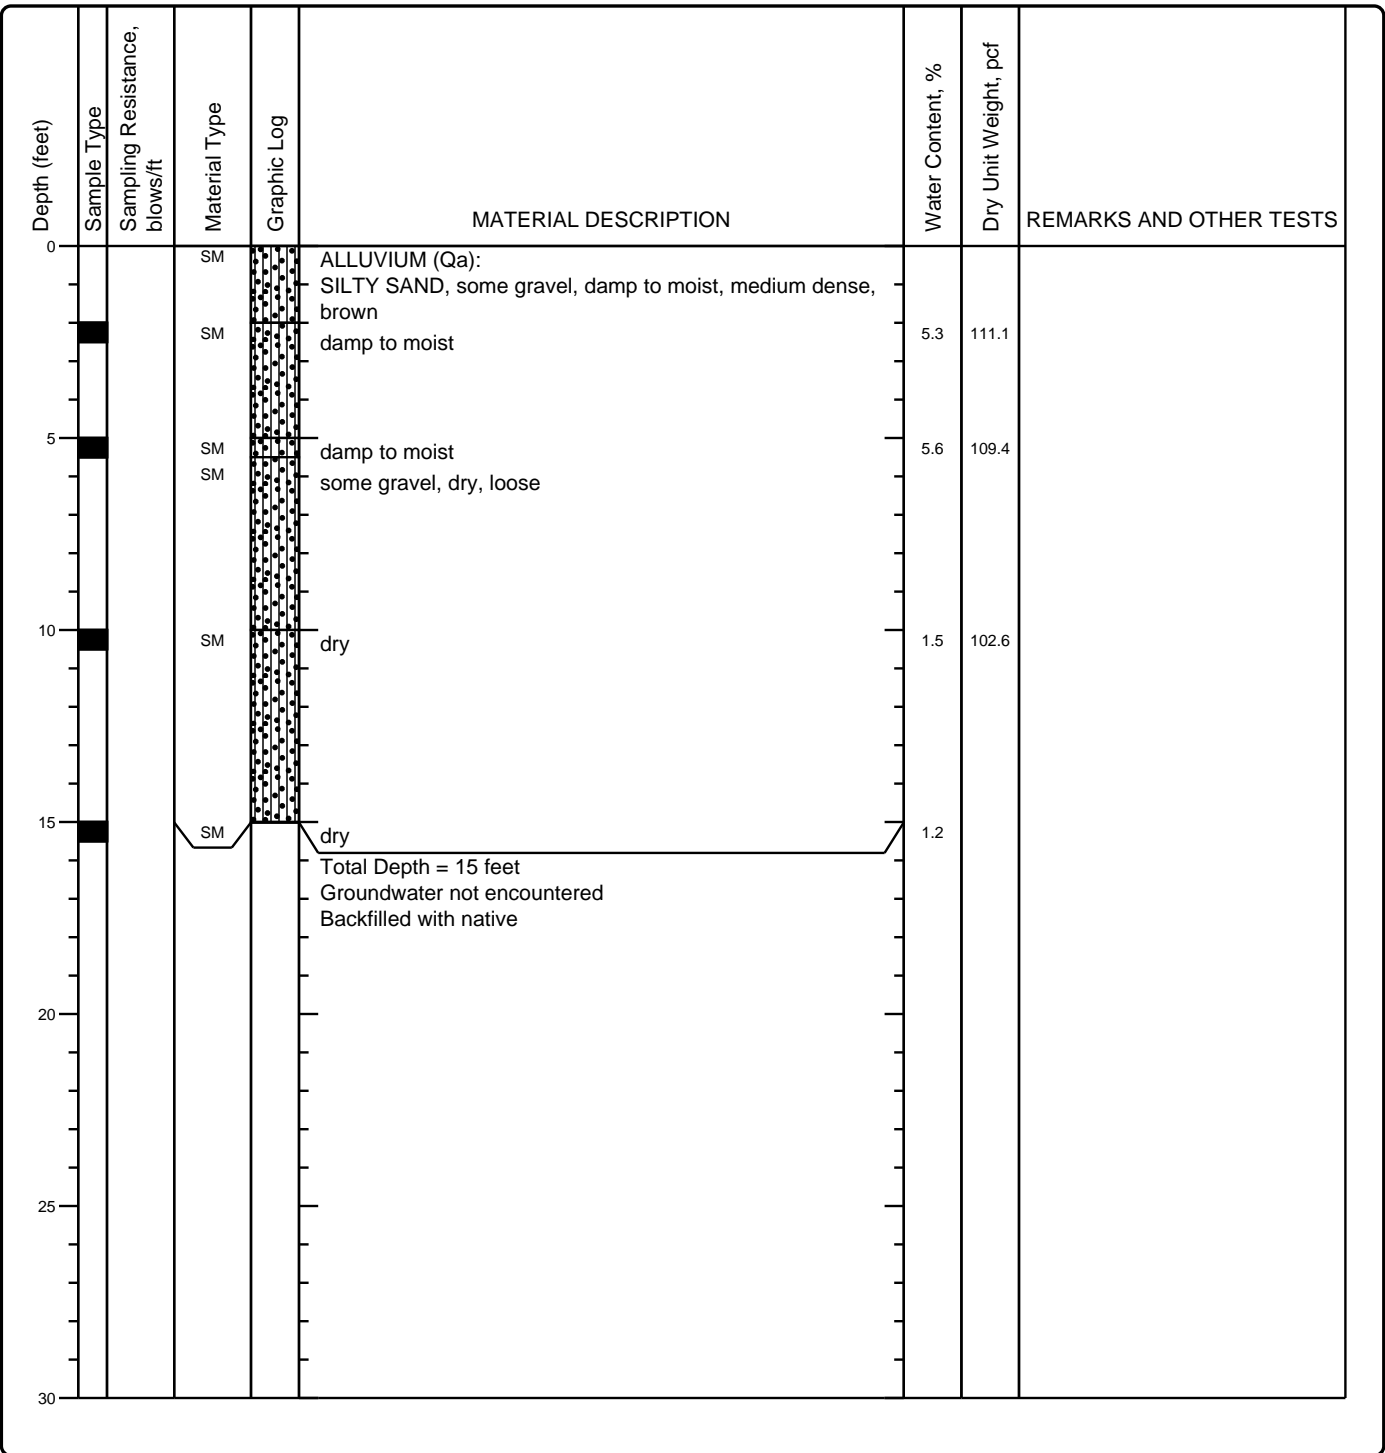 Depth (feet)
Sample Type
Sampling Resistance,
blows/ft
Material Type
Graphic Log
MATERIAL DESCRIPTION
Water Content, %
Dry Unit Weight, pcf
REMARKS AND OTHER TESTS
0
SM
ALLUVIUM (Qa):
SILTY SAND, some gravel, damp to moist, medium dense,
brown
SM
damp to moist
5.3
111.1
5
SM
damp to moist
5.6
109.4
SM
some gravel, dry, loose
10
SM
dry
1.5
102.6
15
SM
dry
1.2
Total Depth = 15 feet
Groundwater not encountered
Backfilled with native
20
25
30